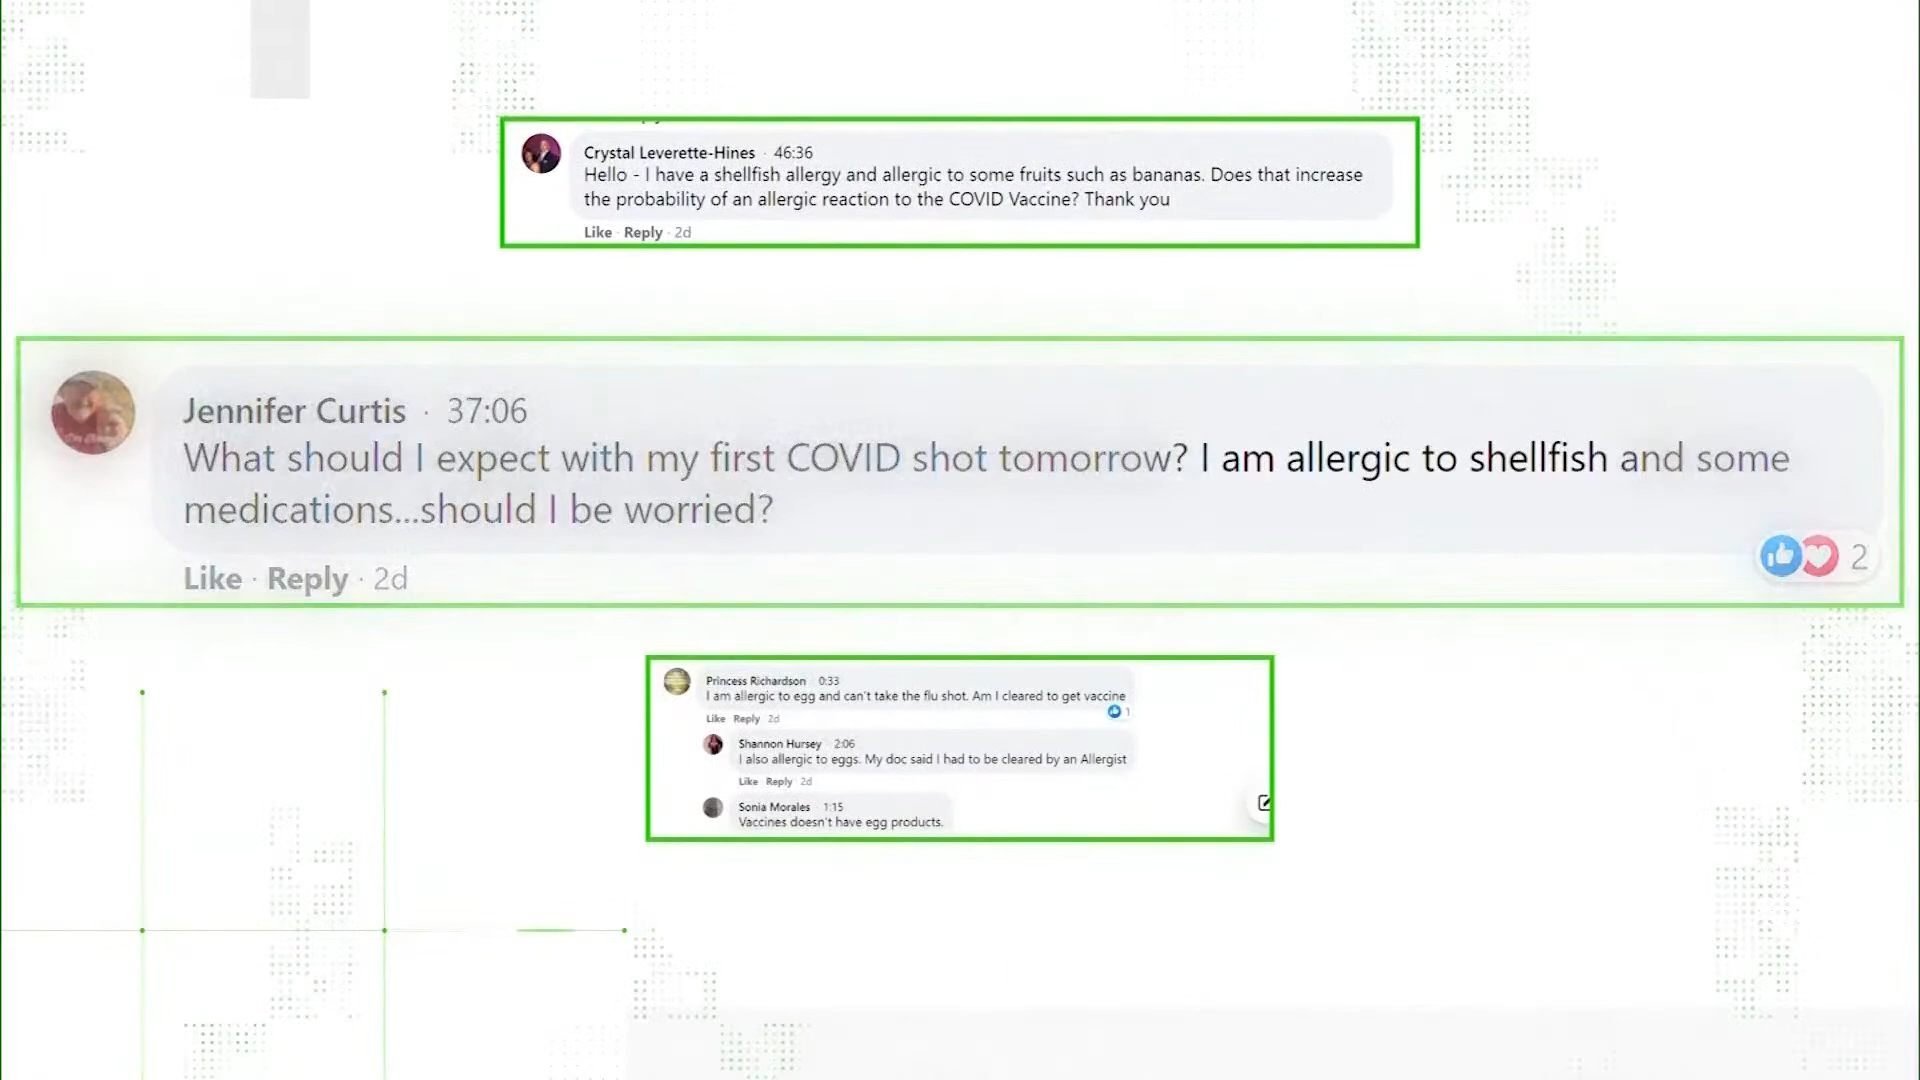 Crystal Leverette-Hines · 46:36
Hello - I have a shellfish allergy and allergic to some fruits such as bananas. Does that increase
the probability of an allergic reaction to the COVID Vaccine? Thank you
Like · Reply · 2d
Jennifer Curtis · 37:06
What should I expect with my first COVID shot tomorrow? I am allergic to shellfish and some
medications...should I be worried?
2
Like · Reply · 2d
Princess Richardson · 0:33
I am allergic to egg and can't take the flu shot. Am I cleared to get vaccine
1
Like Reply 2d
Shannon Hursey · 2:06
I also allergic to eggs. My doc said I had to be cleared by an Allergist
Like Reply 2d
Sonia Morales · 1:15
Vaccines doesn't have egg products.